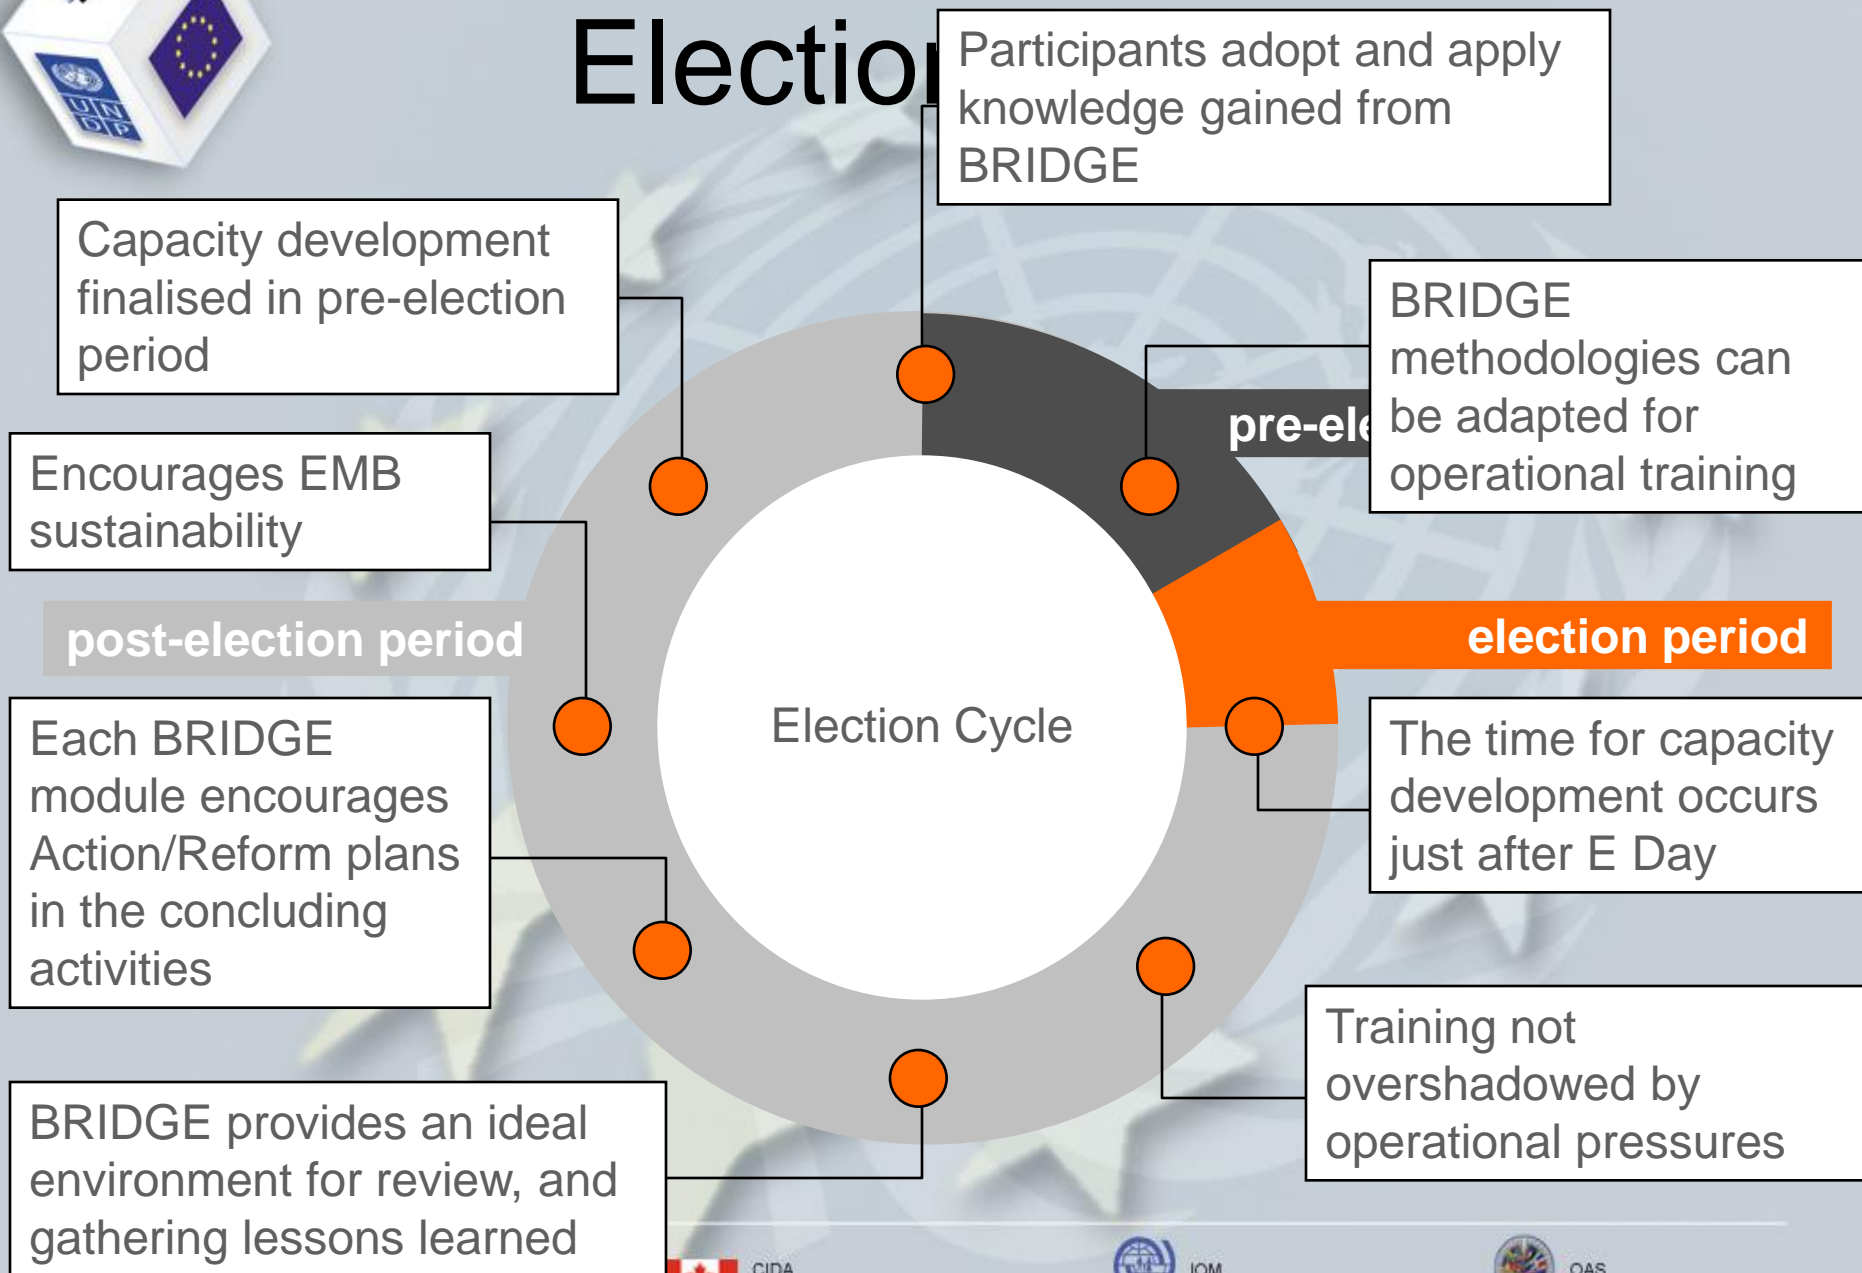 Election
Participants adopt and apply
knowledge gained from
BRIDGE
UN
DP
Capacity development
finalised in pre-election
period
BRIDGE
methodologies can
be adapted for
operational training
pre-ele
Encourages EMB
sustainability
post-election period
election period
Election Cycle
Each BRIDGE
module encourages
Action/Reform plans
in the concluding
activities
The time for capacity
development occurs
just after E Day
Training not
overshadowed by
operational pressures
BRIDGE provides an ideal
environment for review, and
gathering lessons learned
CIDA
IOM
OAS